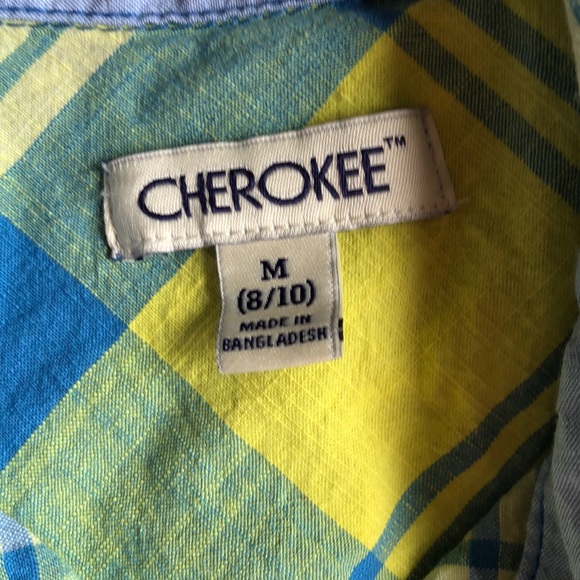 CHEROKEE™
M
(8/10)
MADE IN
BANGLADESH